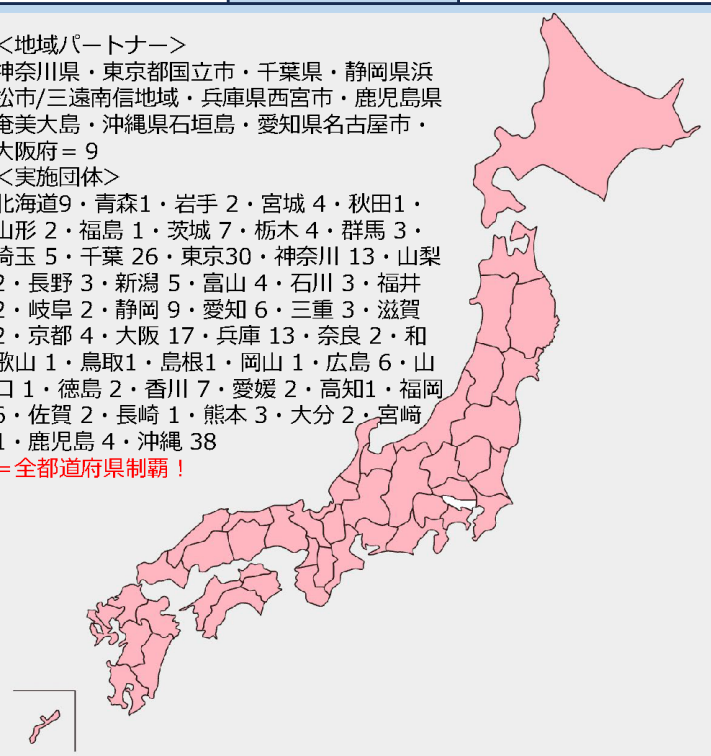 ＜地域パートナー＞
神奈川県・東京都国立市・千葉県・静岡県浜
松市/三遠南信地域・兵庫県西宮市・鹿児島県
奄美大島・沖縄県石垣島・愛知県名古屋市・
大阪府＝９
＜実施団体＞
北海道9・青森1・岩手 2・宮城 4・秋田1・
山形 2・福島 1・茨城 7・栃木 4・群馬 3・
埼玉 5・千葉 26・東京30・神奈川 13・山梨
2・長野 3・新潟 5・富山 4・石川 3・福井
2・岐阜 2・静岡 9・愛知 6・三重 3・滋賀
2・京都 4・大阪 17・兵庫 13・奈良 2・和
歌山 1・鳥取1・島根1・岡山 1・広島 6・山
口 1・徳島 2・香川 7・愛媛 2・高知1・福岡
6・佐賀 2・長崎 1・熊本 3・大分 2・宮﨑
1・鹿児島 4・沖縄 38
＝全都道府県制覇！